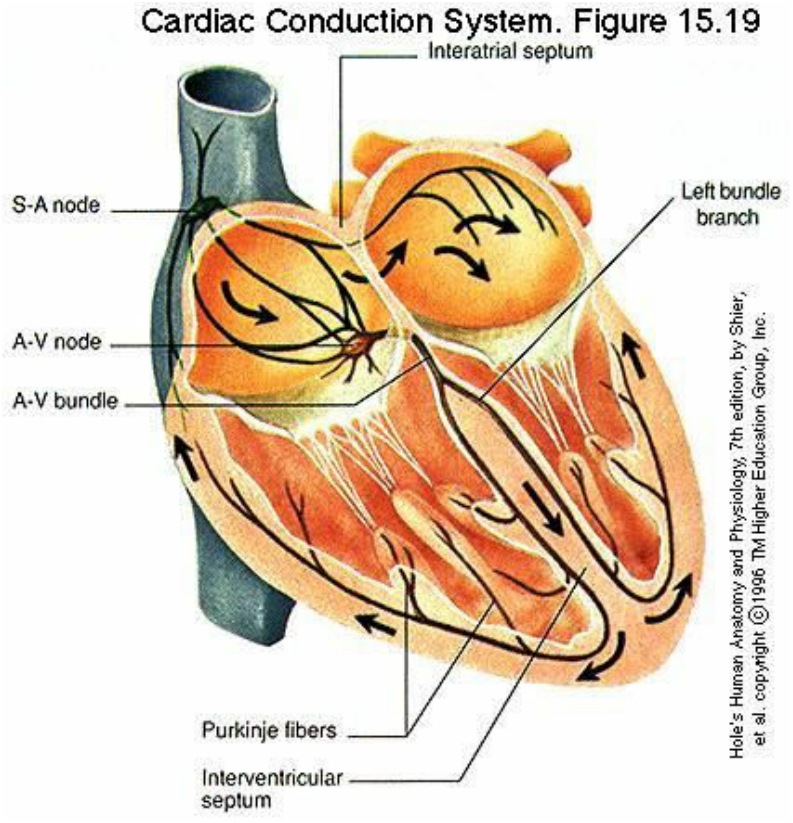 Cardiac Conduction System. Figure 15.19
Interatrial septum
S-A node
Left bundle
branch
A-V node
A-V bundle
Purkinje fibers
Interventricular
septum
Hole's Human Anatomy and Physiology, 7th edition, by Shier,
et al. copyright ©1996 TM Higher Education Group, Inc.